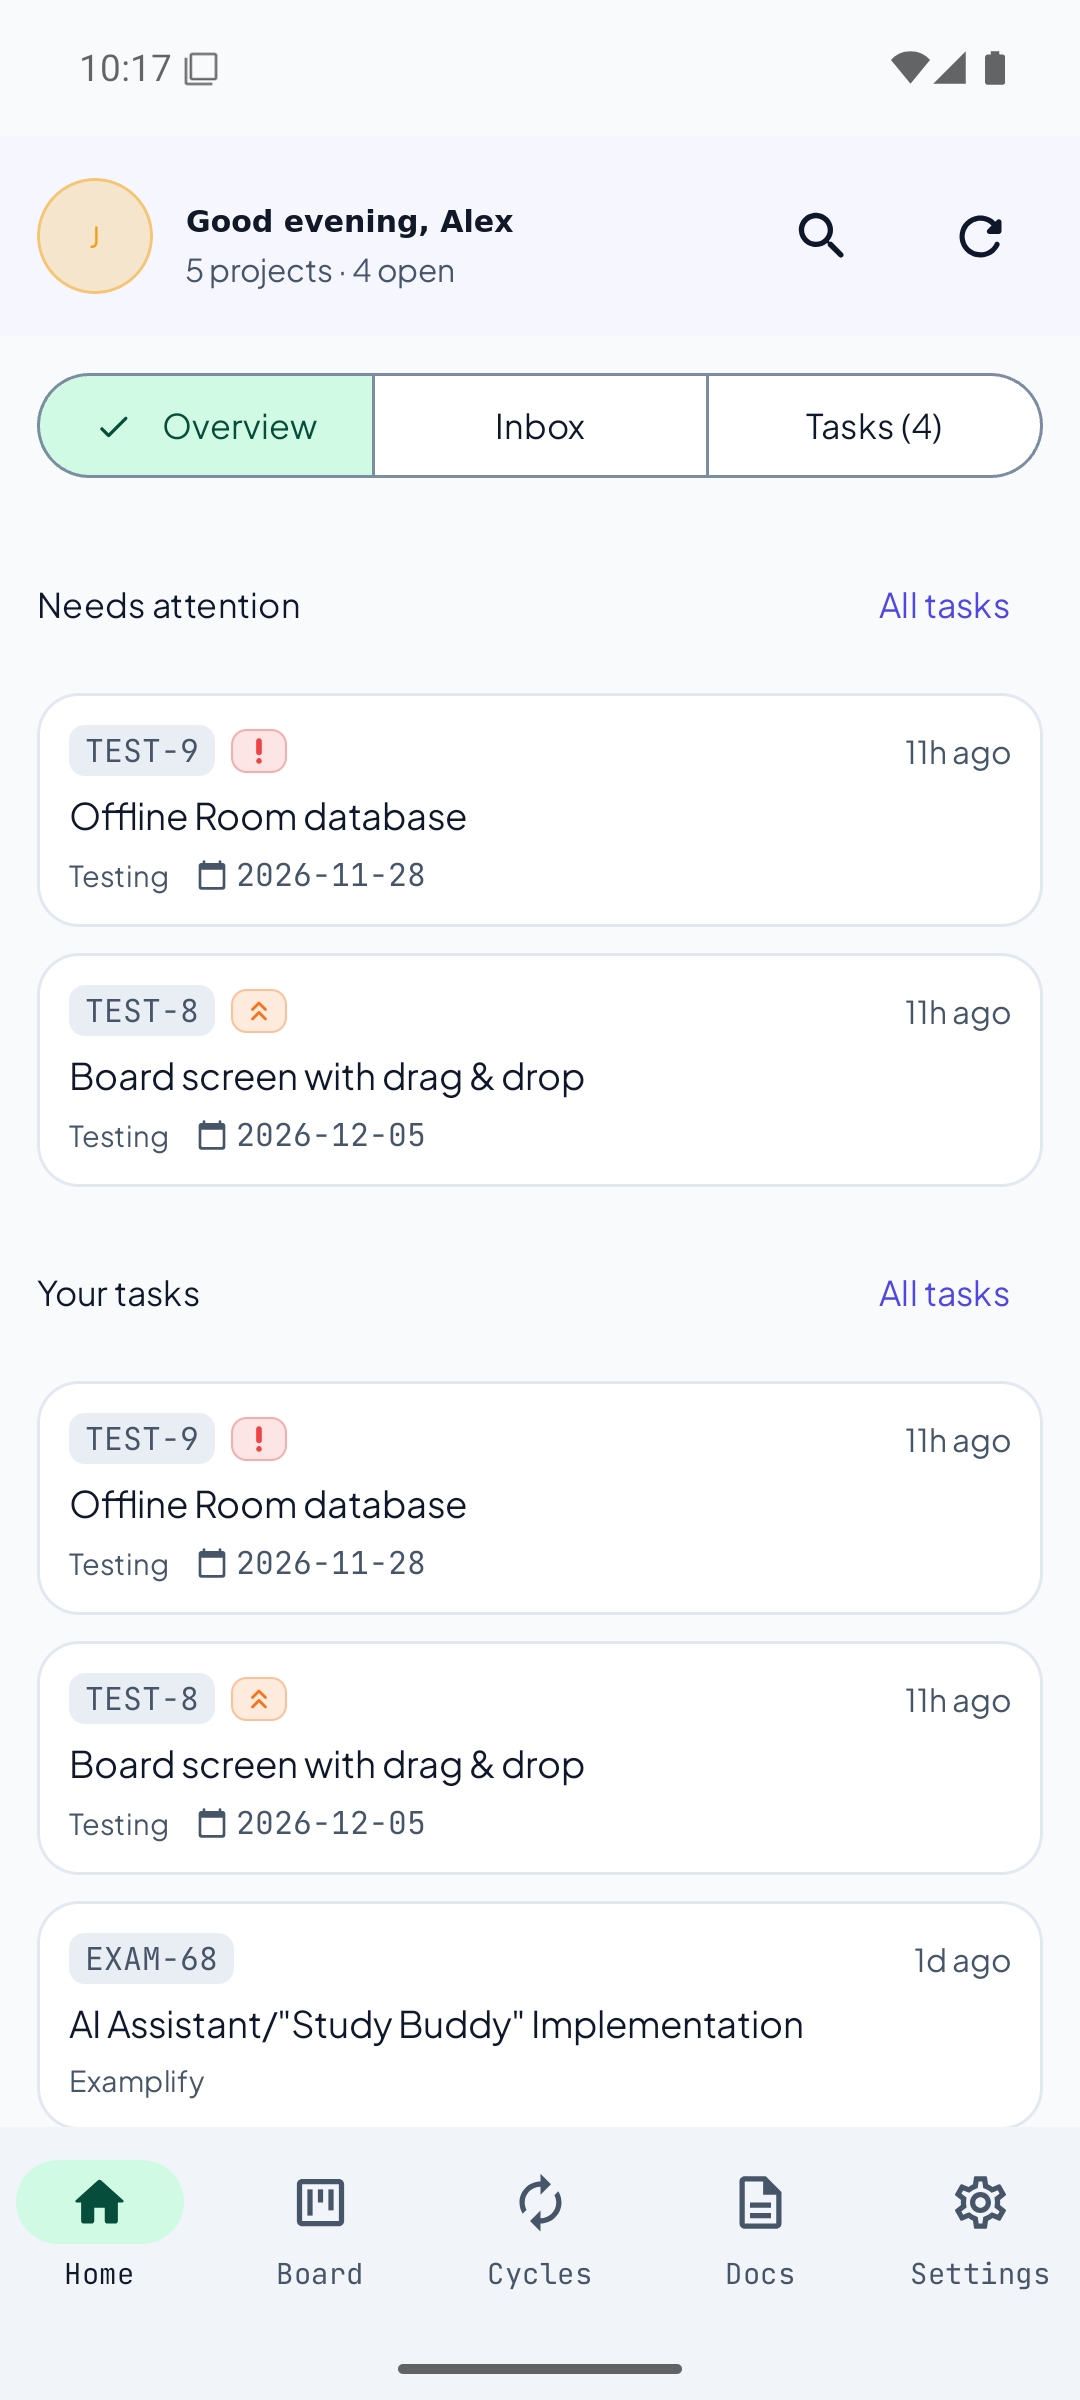 10:17
J
Good evening, Alex
5 projects · 4 open
Overview
Inbox
Tasks (4)
Needs attention
All tasks
TEST-9
11h ago
Offline Room database
Testing
2026-11-28
TEST-8
11h ago
Board screen with drag & drop
Testing
2026-12-05
Your tasks
All tasks
TEST-9
11h ago
Offline Room database
Testing
2026-11-28
TEST-8
11h ago
Board screen with drag & drop
Testing
2026-12-05
EXAM-68
1d ago
AI Assistant/"Study Buddy" Implementation
Examplify
Home
Board
Cycles
Docs
Settings